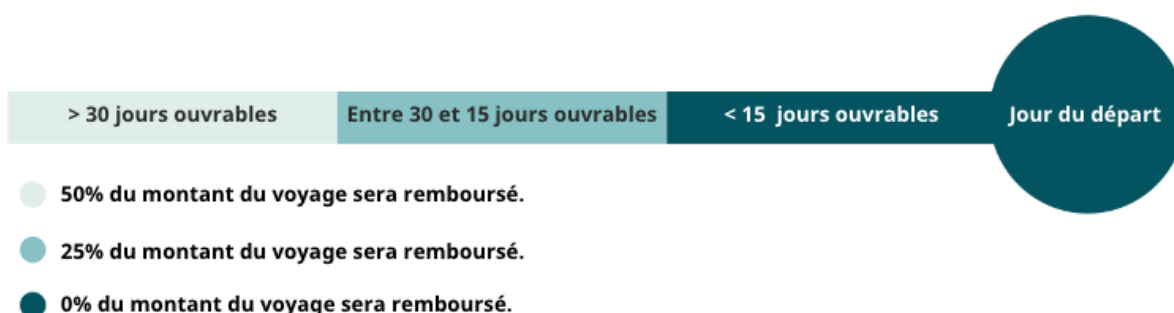 > 30 jours ouvrables Entre 30 et 15 jours ouvrables < 15 jours ouvrables Jour du départ
50% du montant du voyage sera remboursé.
25% du montant du voyage sera remboursé.
0% du montant du voyage sera remboursé.